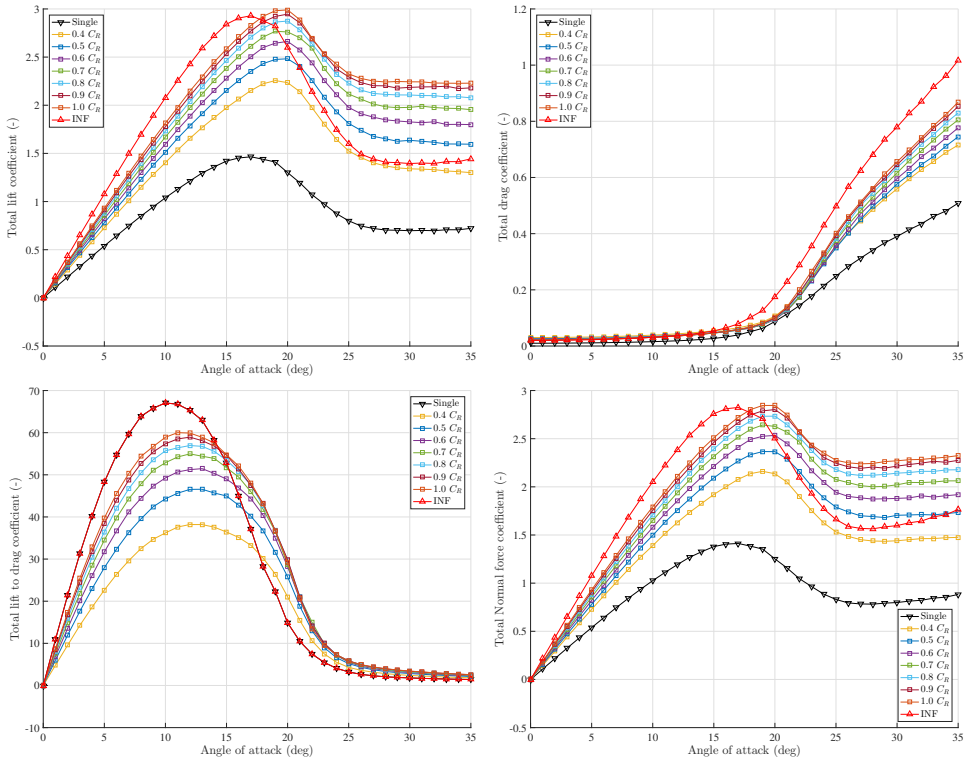 Total lift coefficient (-)
3
2.5
2
1.5
1
0.5
0
-0.5
Single
0.4 C_R
0.5 C_R
0.6 C_R
0.7 C_R
0.8 C_R
0.9 C_R
1.0 C_R
INF
0 5 10 15 20 25 30 35
Angle of attack (deg)
Total drag coefficient (-)
1.2
1
0.8
0.6
0.4
0.2
0
Single
0.4 C_R
0.5 C_R
0.6 C_R
0.7 C_R
0.8 C_R
0.9 C_R
1.0 C_R
INF
0 5 10 15 20 25 30 35
Angle of attack (deg)
Total lift to drag coefficient (-)
70
60
50
40
30
20
10
0
-10
Single
0.4 C_R
0.5 C_R
0.6 C_R
0.7 C_R
0.8 C_R
0.9 C_R
1.0 C_R
INF
0 5 10 15 20 25 30 35
Angle of attack (deg)
Total Normal force coefficient (-)
3
2.5
2
1.5
1
0.5
0
-0.5
Single
0.4 C_R
0.5 C_R
0.6 C_R
0.7 C_R
0.8 C_R
0.9 C_R
1.0 C_R
INF
0 5 10 15 20 25 30 35
Angle of attack (deg)